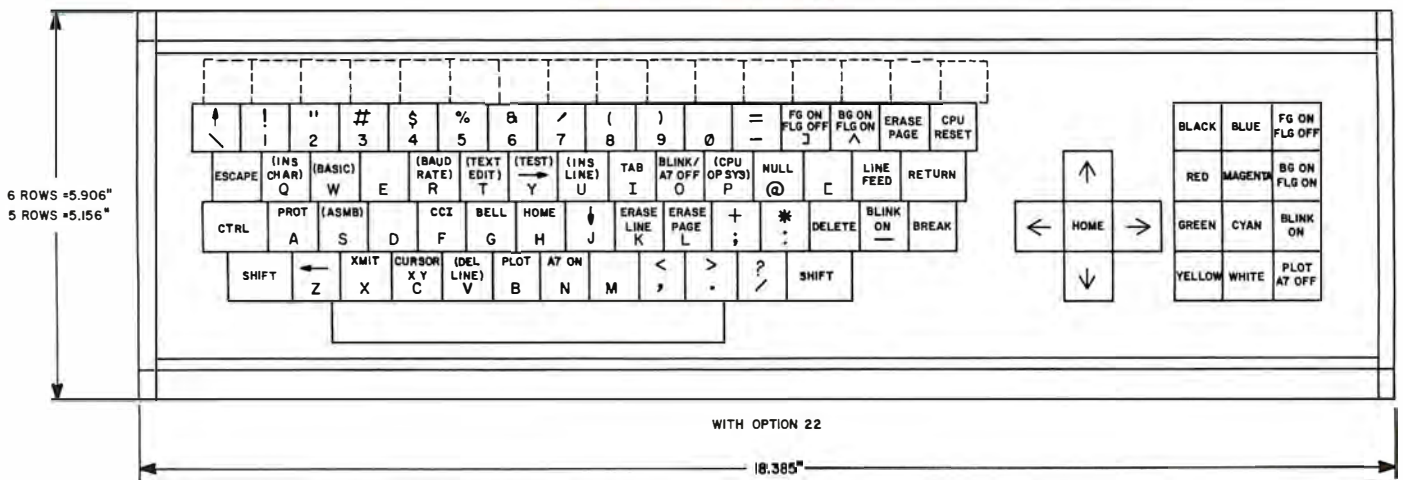 ↑ ! " # $ % & ' ( ) = FG ON BG ON ERASE CPU
\ 1 2 3 4 5 6 7 8 9 Ø - FLG OFF ] FLG ON ^ PAGE RESET
ESCAPE (INS CHAR) Q (BASIC) W E (BAUD RATE) R (TEXT EDIT) T (TEST) → Y (INS LINE) U TAB I BLINK/ A7 OFF O (CPU OP SYS) P NULL @ [ LINE FEED RETURN
CTRL PROT A (ASMB) S D CCI F BELL G HOME H ↓ J ERASE LINE K ERASE PAGE L + ; * : DELETE BLINK ON — BREAK
SHIFT ← Z XMIT X CURSOR X Y C (DEL LINE) V PLOT B A7 ON N M < , > . ? / SHIFT
↑
← HOME →
↓
BLACK BLUE FG ON FLG OFF
RED MAGENTA BG ON FLG ON
GREEN CYAN BLINK ON
YELLOW WHITE PLOT A7 OFF
6 ROWS =5.906"
5 ROWS =5.156"
WITH OPTION 22
18.385"